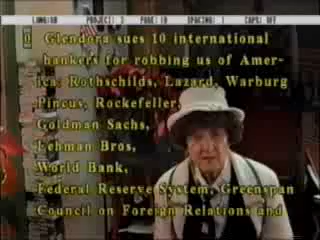 LANG:60 PROJECT: 3 PAGE:10 SPACING: 1 CAPS: OFF
Glendora sues 10 international
bankers for robbing us of Amer-
ica: Rothschilds, Lazard, Warburg
Pincus, Rockefeller,
Goldman Sachs,
Lehman Bros,
World Bank,
Federal Reserve System, Greenspan
Council on Foreign Relations and